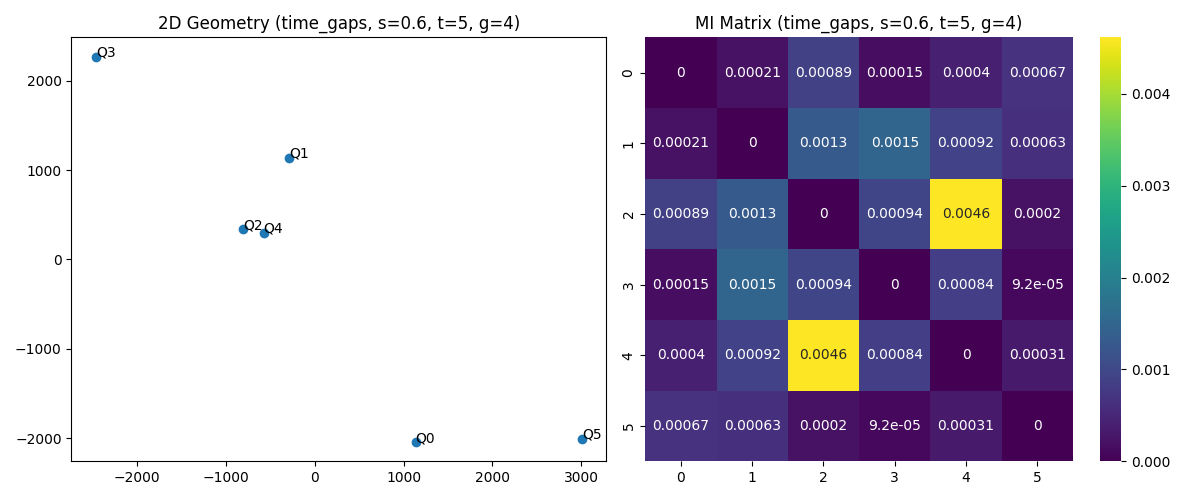 2D Geometry (time_gaps, s=0.6, t=5, g=4)
Q3
Q1
Q2
Q4
Q0
Q5
2000
1000
0
−1000
−2000
−2000
−1000
0
1000
2000
3000
MI Matrix (time_gaps, s=0.6, t=5, g=4)
0
0 0.00021 0.00089 0.00015 0.0004 0.00067
1
0.00021 0 0.0013 0.0015 0.00092 0.00063
2
0.00089 0.0013 0 0.00094 0.0046 0.0002
3
0.00015 0.0015 0.00094 0 0.00084 9.2e-05
4
0.0004 0.00092 0.0046 0.00084 0 0.00031
5
0.00067 0.00063 0.0002 9.2e-05 0.00031 0
0 1 2 3 4 5
0.004
0.003
0.002
0.001
0.000